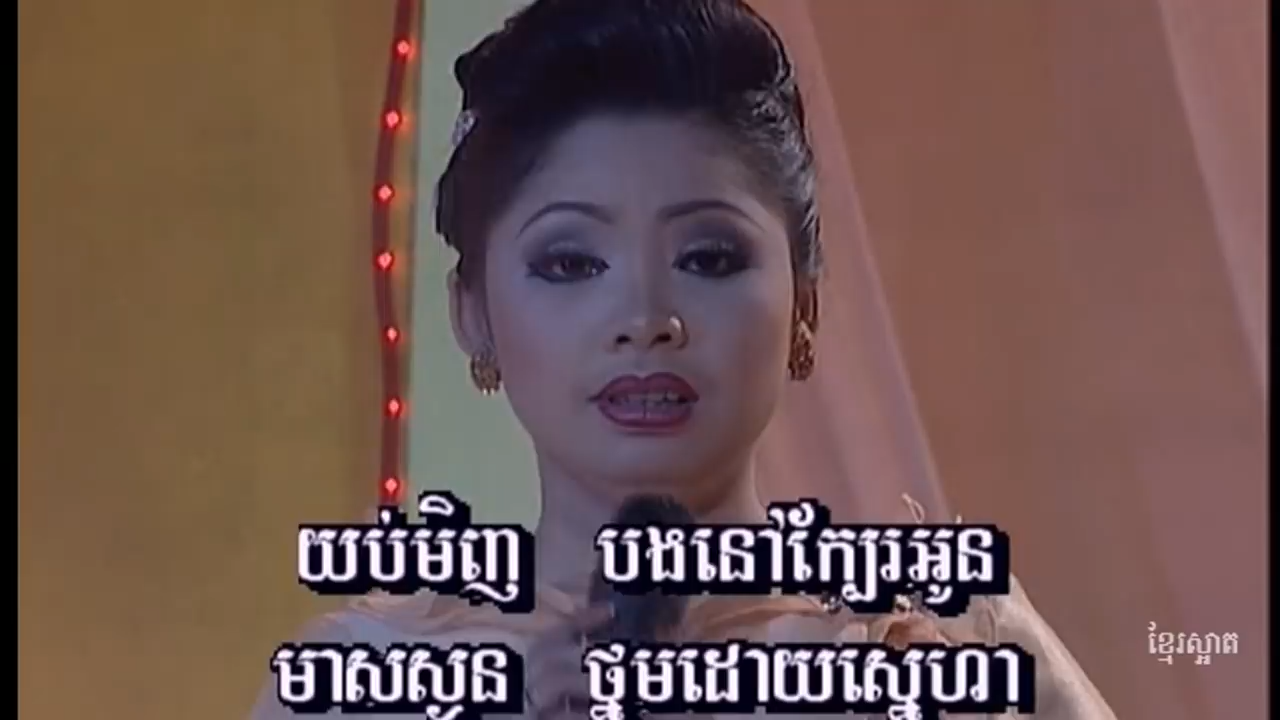 យប់មិញ បងនៅក្បែរអូន
មាសស្ងួន ថ្នមដោយស្នេហា
ខ្មែរស្អាត